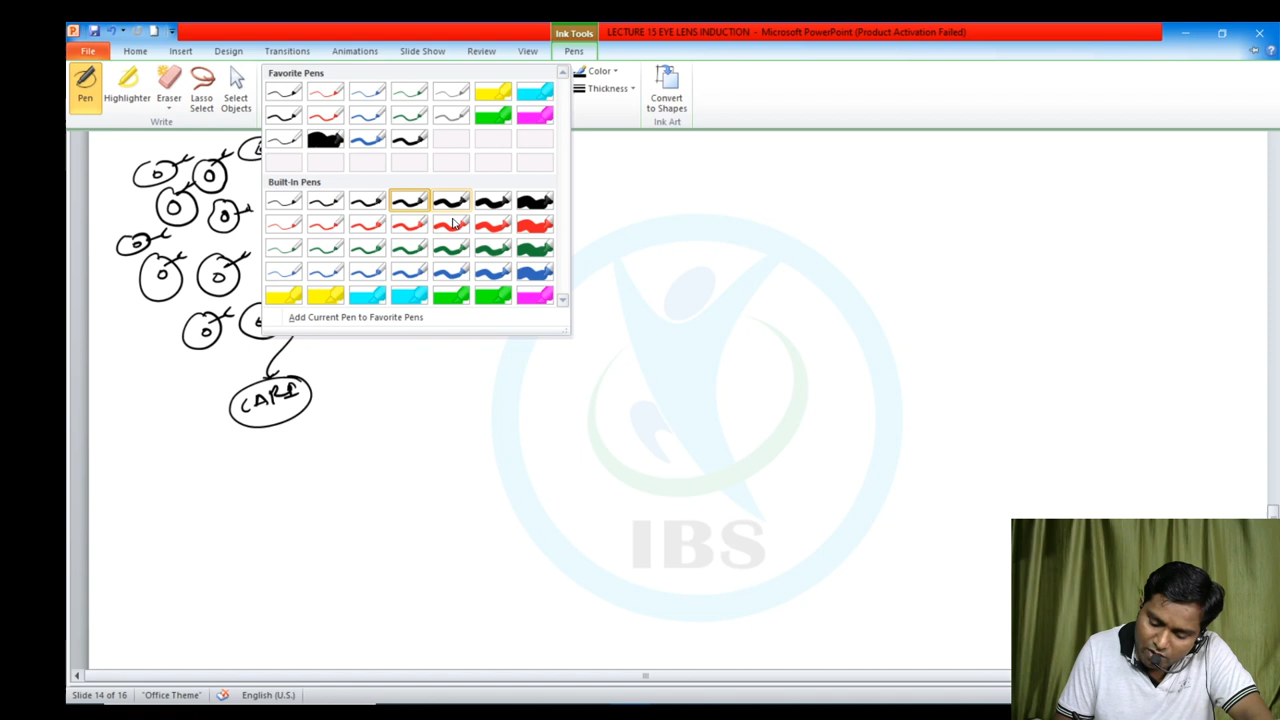 Ink Tools
LECTURE 15 EYE LENS INDUCTION - Microsoft PowerPoint (Product Activation Failed)
File Home Insert Design Transitions Animations Slide Show Review View Pens
Pen Highlighter Eraser Lasso Select Select Objects
Write
Favorite Pens
Built-In Pens
Add Current Pen to Favorite Pens
Color
Thickness
Convert to Shapes
Ink Art
CARI
IBS
Slide 14 of 16 "Office Theme" English (U.S.)